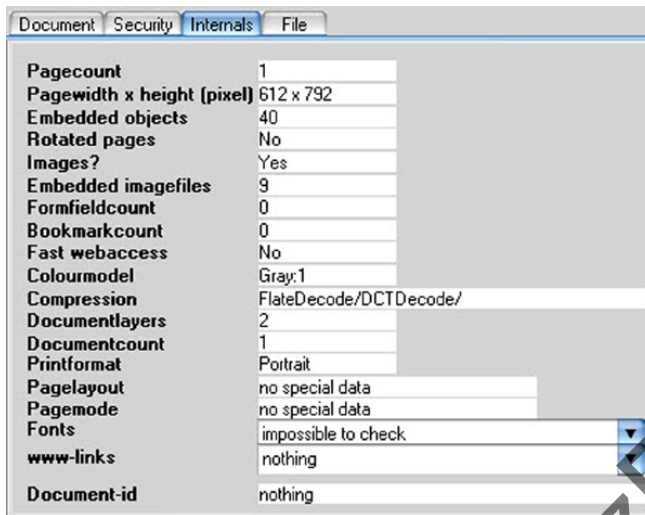 Document Security Internals File
Pagecount 1
Pagewidth x height (pixel) 612 x 792
Embedded objects 40
Rotated pages No
Images? Yes
Embedded imagefiles 9
Formfieldcount 0
Bookmarkcount 0
Fast webaccess No
Colourmodel Gray:1
Compression FlateDecode/DCTDecode/
Documentlayers 2
Documentcount 1
Printformat Portrait
Pagelayout no special data
Pagemode no special data
Fonts impossible to check
www-links nothing
Document-id nothing